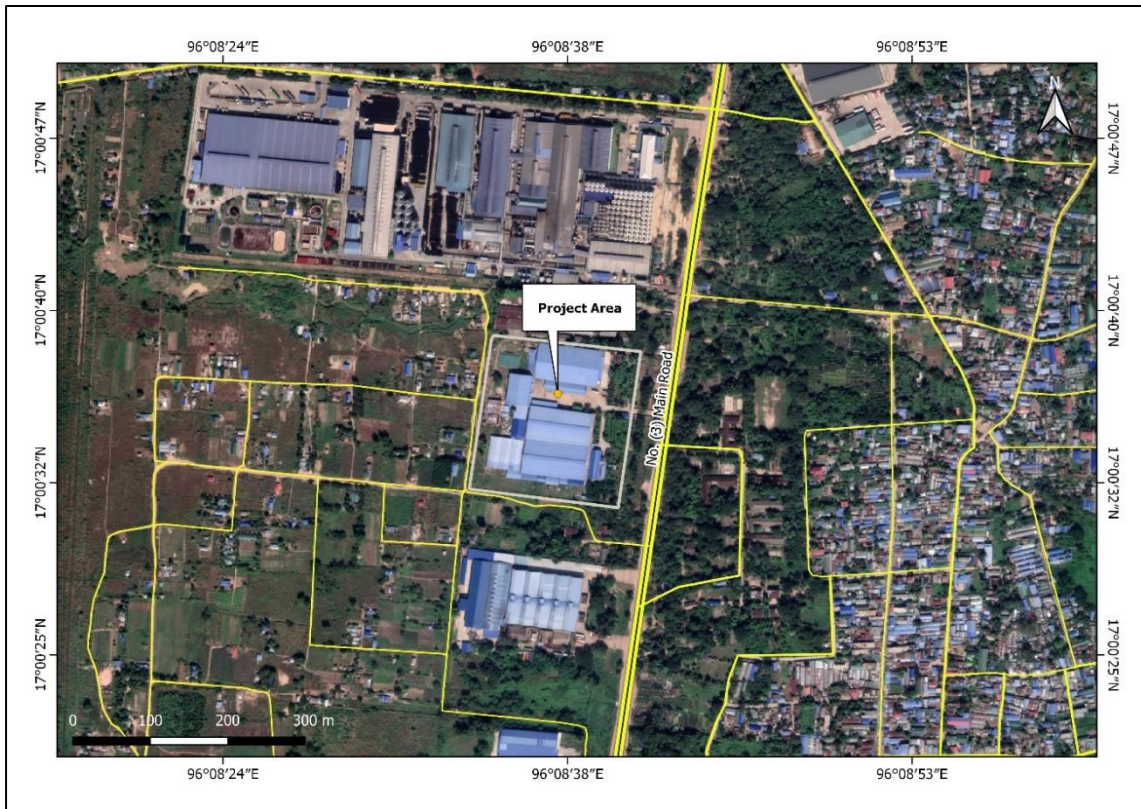 96°08′24″E
96°08′38″E
96°08′53″E
N
17°00′47″N
17°00′47″N
17°00′40″N
17°00′40″N
Project Area
No. (3) Main Road
17°00′32″N
17°00′32″N
17°00′25″N
17°00′25″N
0 100 200 300 m
96°08′24″E
96°08′38″E
96°08′53″E